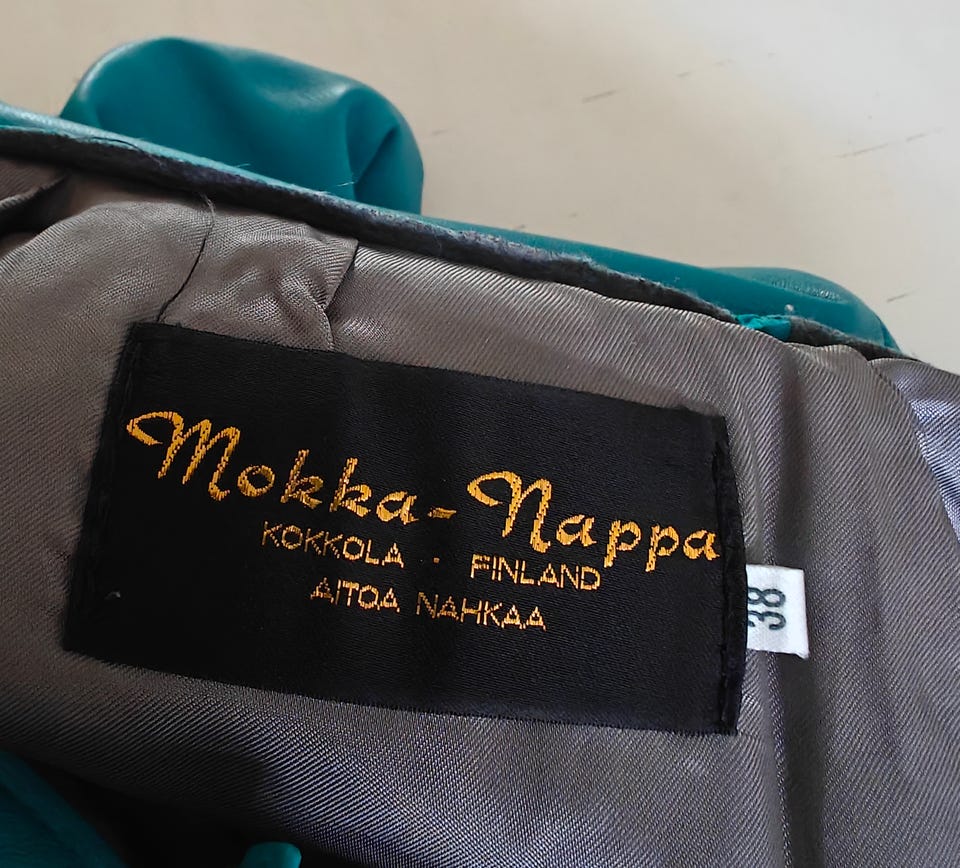 Mokka-Nappa
KOKKOLA · FINLAND
AITOA NAHKAA
38